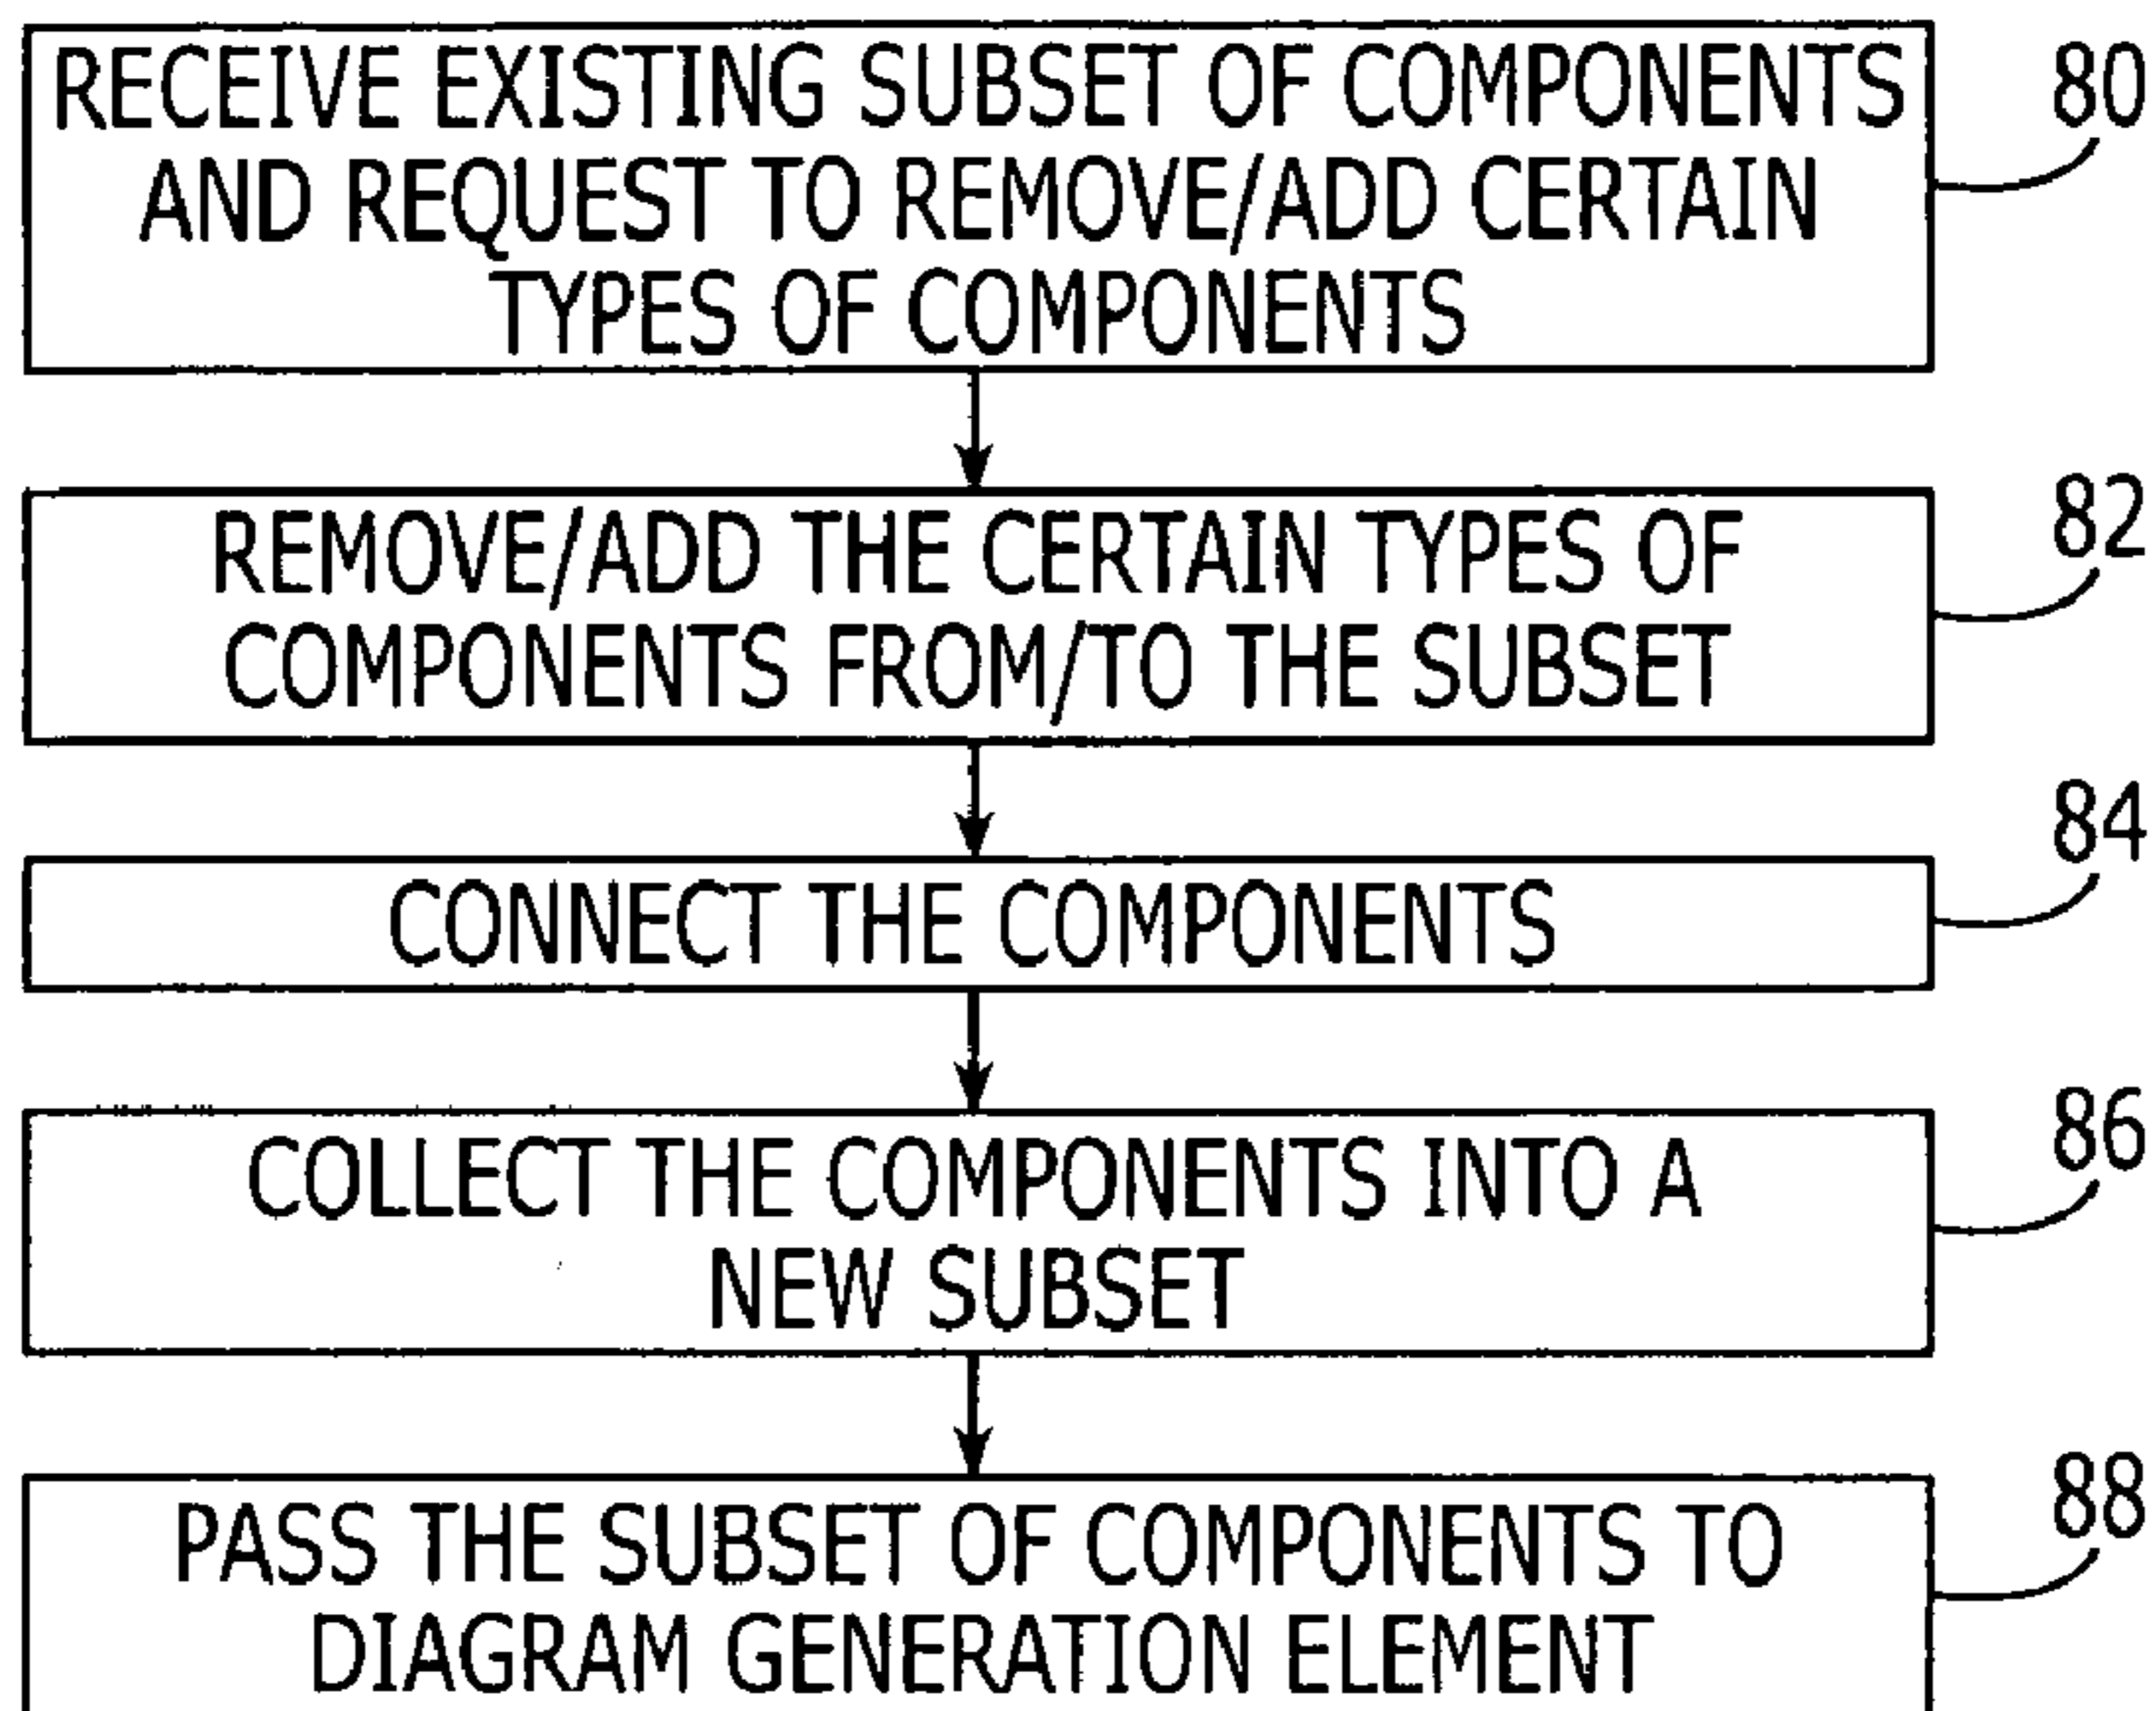 RECEIVE EXISTING SUBSET OF COMPONENTS
AND REQUEST TO REMOVE/ADD CERTAIN
TYPES OF COMPONENTS
80
REMOVE/ADD THE CERTAIN TYPES OF
COMPONENTS FROM/TO THE SUBSET
82
CONNECT THE COMPONENTS
84
COLLECT THE COMPONENTS INTO A
NEW SUBSET
86
PASS THE SUBSET OF COMPONENTS TO
DIAGRAM GENERATION ELEMENT
88